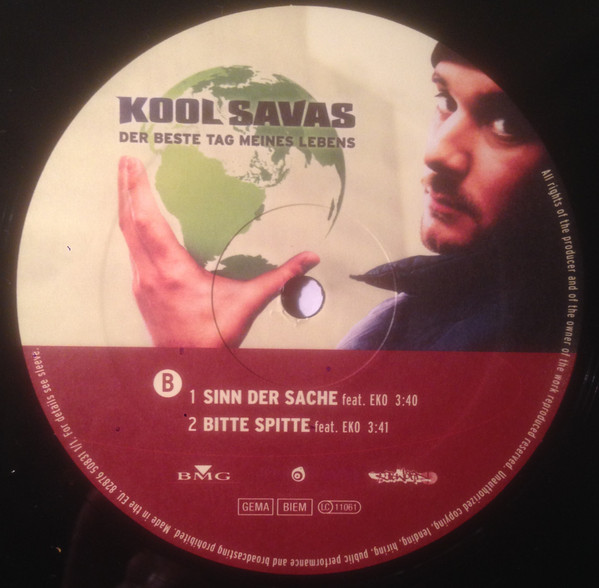 KOOL SAVAS
DER BESTE TAG MEINES LEBENS
B
1 SINN DER SACHE feat. EKO 3:40
2 BITTE SPITTE feat. EKO 3:41
BMG
GEMA BIEM LC 11061
All rights of the producer and of the owner of the work reproduced reserved. Unauthorized copying, lending, hiring, public performance and broadcasting prohibited. Made in the EU. 82876 50831 1/1. For details see sleeve.